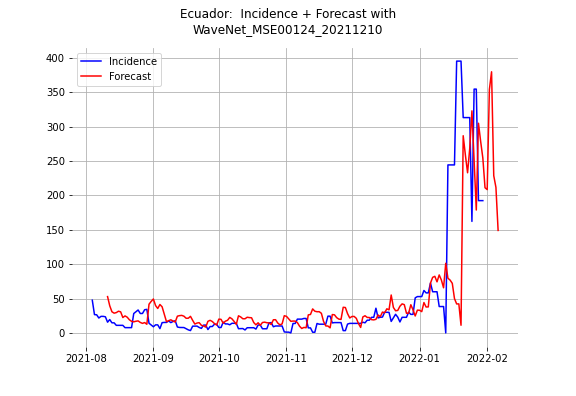 Ecuador:  Incidence + Forecast with
WaveNet_MSE00124_20211210
Incidence
Forecast
400
350
300
250
200
150
100
50
0
2021-08 2021-09 2021-10 2021-11 2021-12 2022-01 2022-02